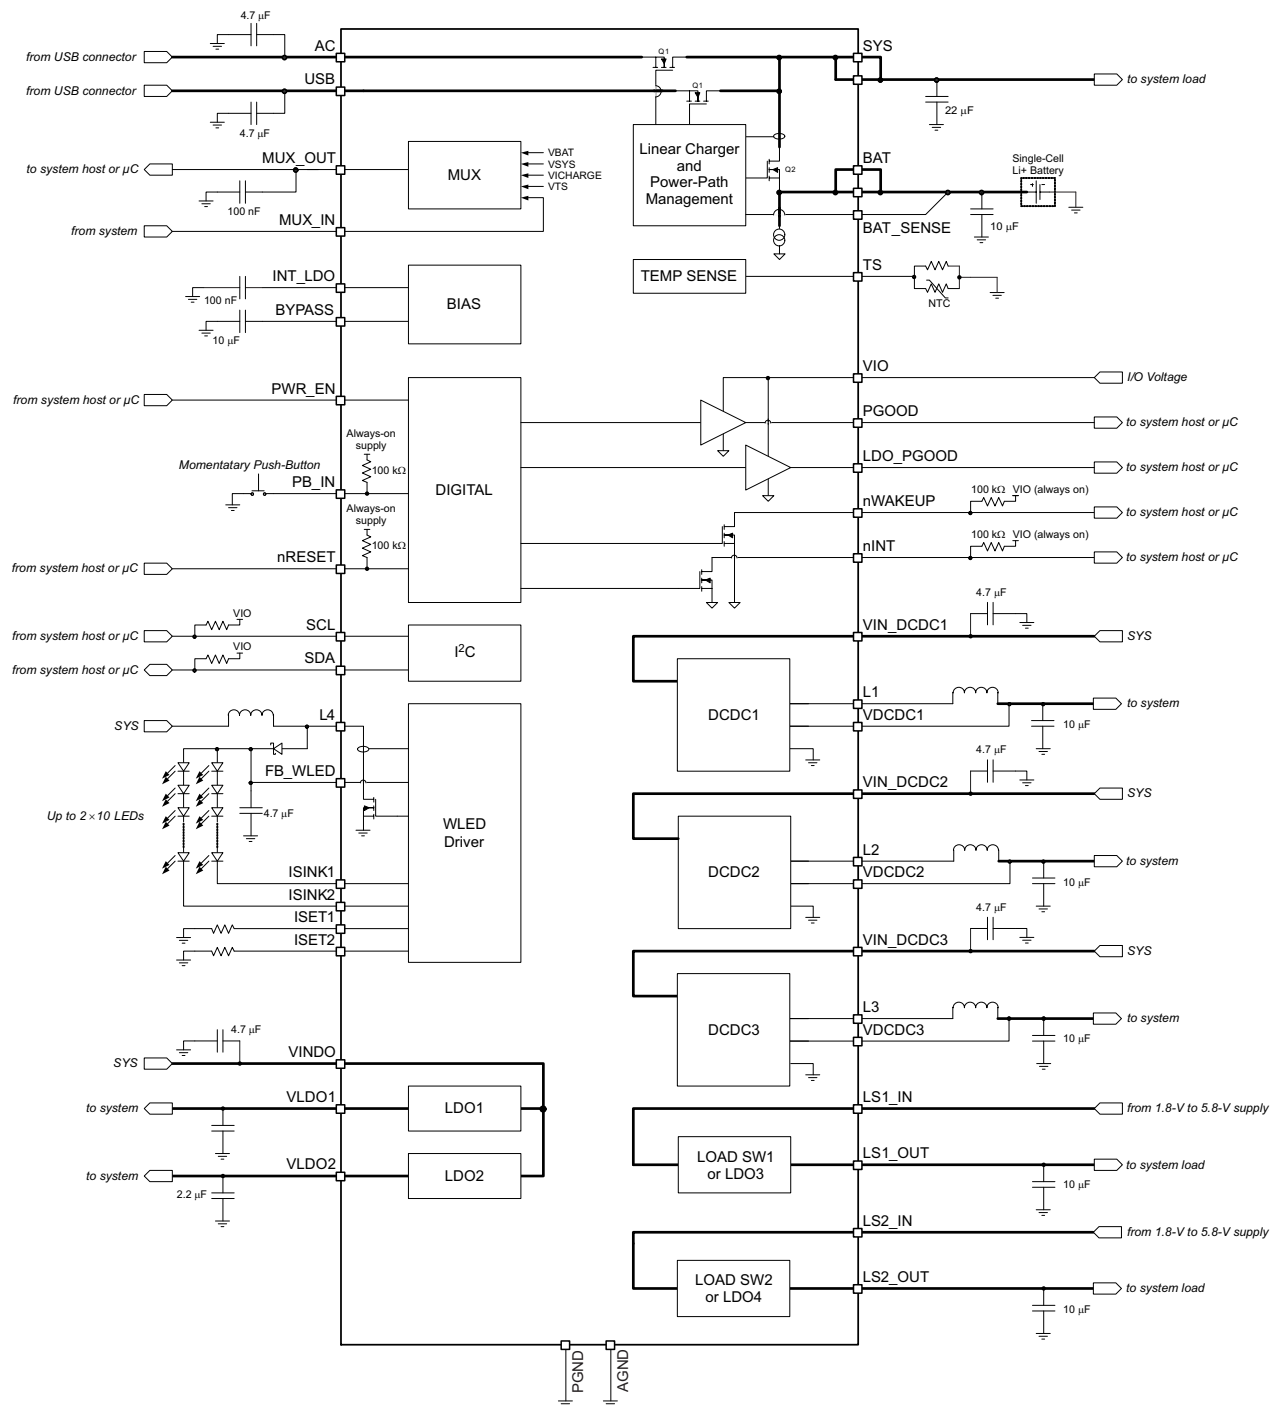 4.7 μF
AC
from USB connector
USB
from USB connector
4.7 μF
Q1
Q1
SYS
to system load
22 μF
MUX_OUT
to system host or μC
100 nF
MUX_IN
from system
MUX
VBAT
VSYS
VICHARGE
VTS
Linear Charger
and
Power-Path
Management
Q2
BAT
Single-Cell
Li+ Battery
10 μF
BAT_SENSE
INT_LDO
100 nF
BYPASS
10 μF
BIAS
TEMP SENSE
TS
NTC
VIO
I/O Voltage
PWR_EN
from system host or μC
PGOOD
to system host or μC
Always-on
supply
100 kΩ
Momentatary Push-Button
PB_IN
DIGITAL
LDO_PGOOD
to system host or μC
Always-on
supply
100 kΩ
nWAKEUP
100 kΩ VIO (always on)
to system host or μC
nRESET
from system host or μC
nINT
100 kΩ VIO (always on)
to system host or μC
VIO
SCL
from system host or μC
VIO
SDA
from system host or μC
I2C
4.7 μF
VIN_DCDC1
SYS
DCDC1
L1
to system
VDCDC1
10 μF
SYS
L4
FB_WLED
4.7 μF
Up to 2 × 10 LEDs
WLED
Driver
ISINK1
ISINK2
ISET1
ISET2
4.7 μF
VIN_DCDC2
SYS
DCDC2
L2
to system
VDCDC2
10 μF
4.7 μF
VIN_DCDC3
SYS
DCDC3
L3
to system
VDCDC3
10 μF
4.7 μF
VINDO
SYS
VLDO1
to system
LDO1
VLDO2
to system
2.2 μF
LDO2
LS1_IN
from 1.8-V to 5.8-V supply
LOAD SW1
or LDO3
LS1_OUT
to system load
10 μF
LS2_IN
from 1.8-V to 5.8-V supply
LOAD SW2
or LDO4
LS2_OUT
to system load
10 μF
PGND
AGND